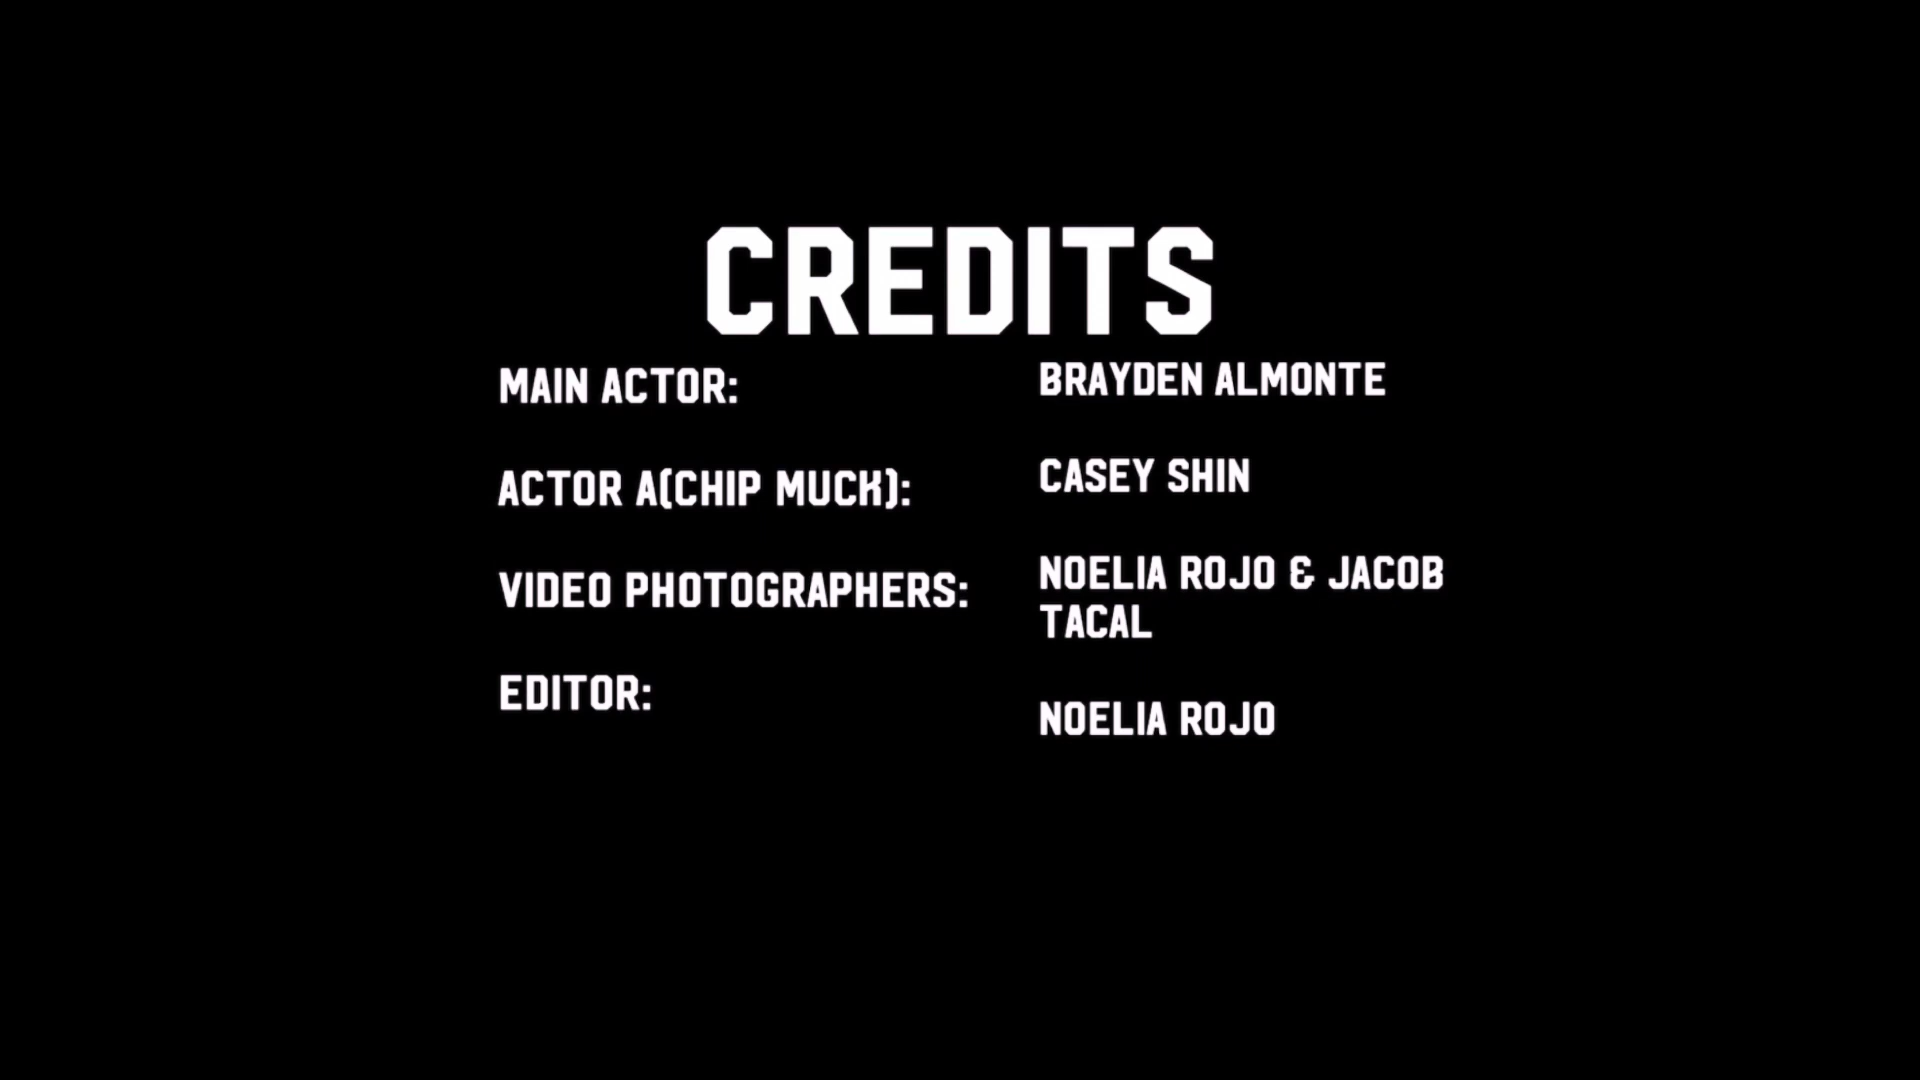 CREDITS
MAIN ACTOR:
BRAYDEN ALMONTE
ACTOR A(CHIP MUCK):
CASEY SHIN
VIDEO PHOTOGRAPHERS:
NOELIA ROJO & JACOB
TACAL
EDITOR:
NOELIA ROJO